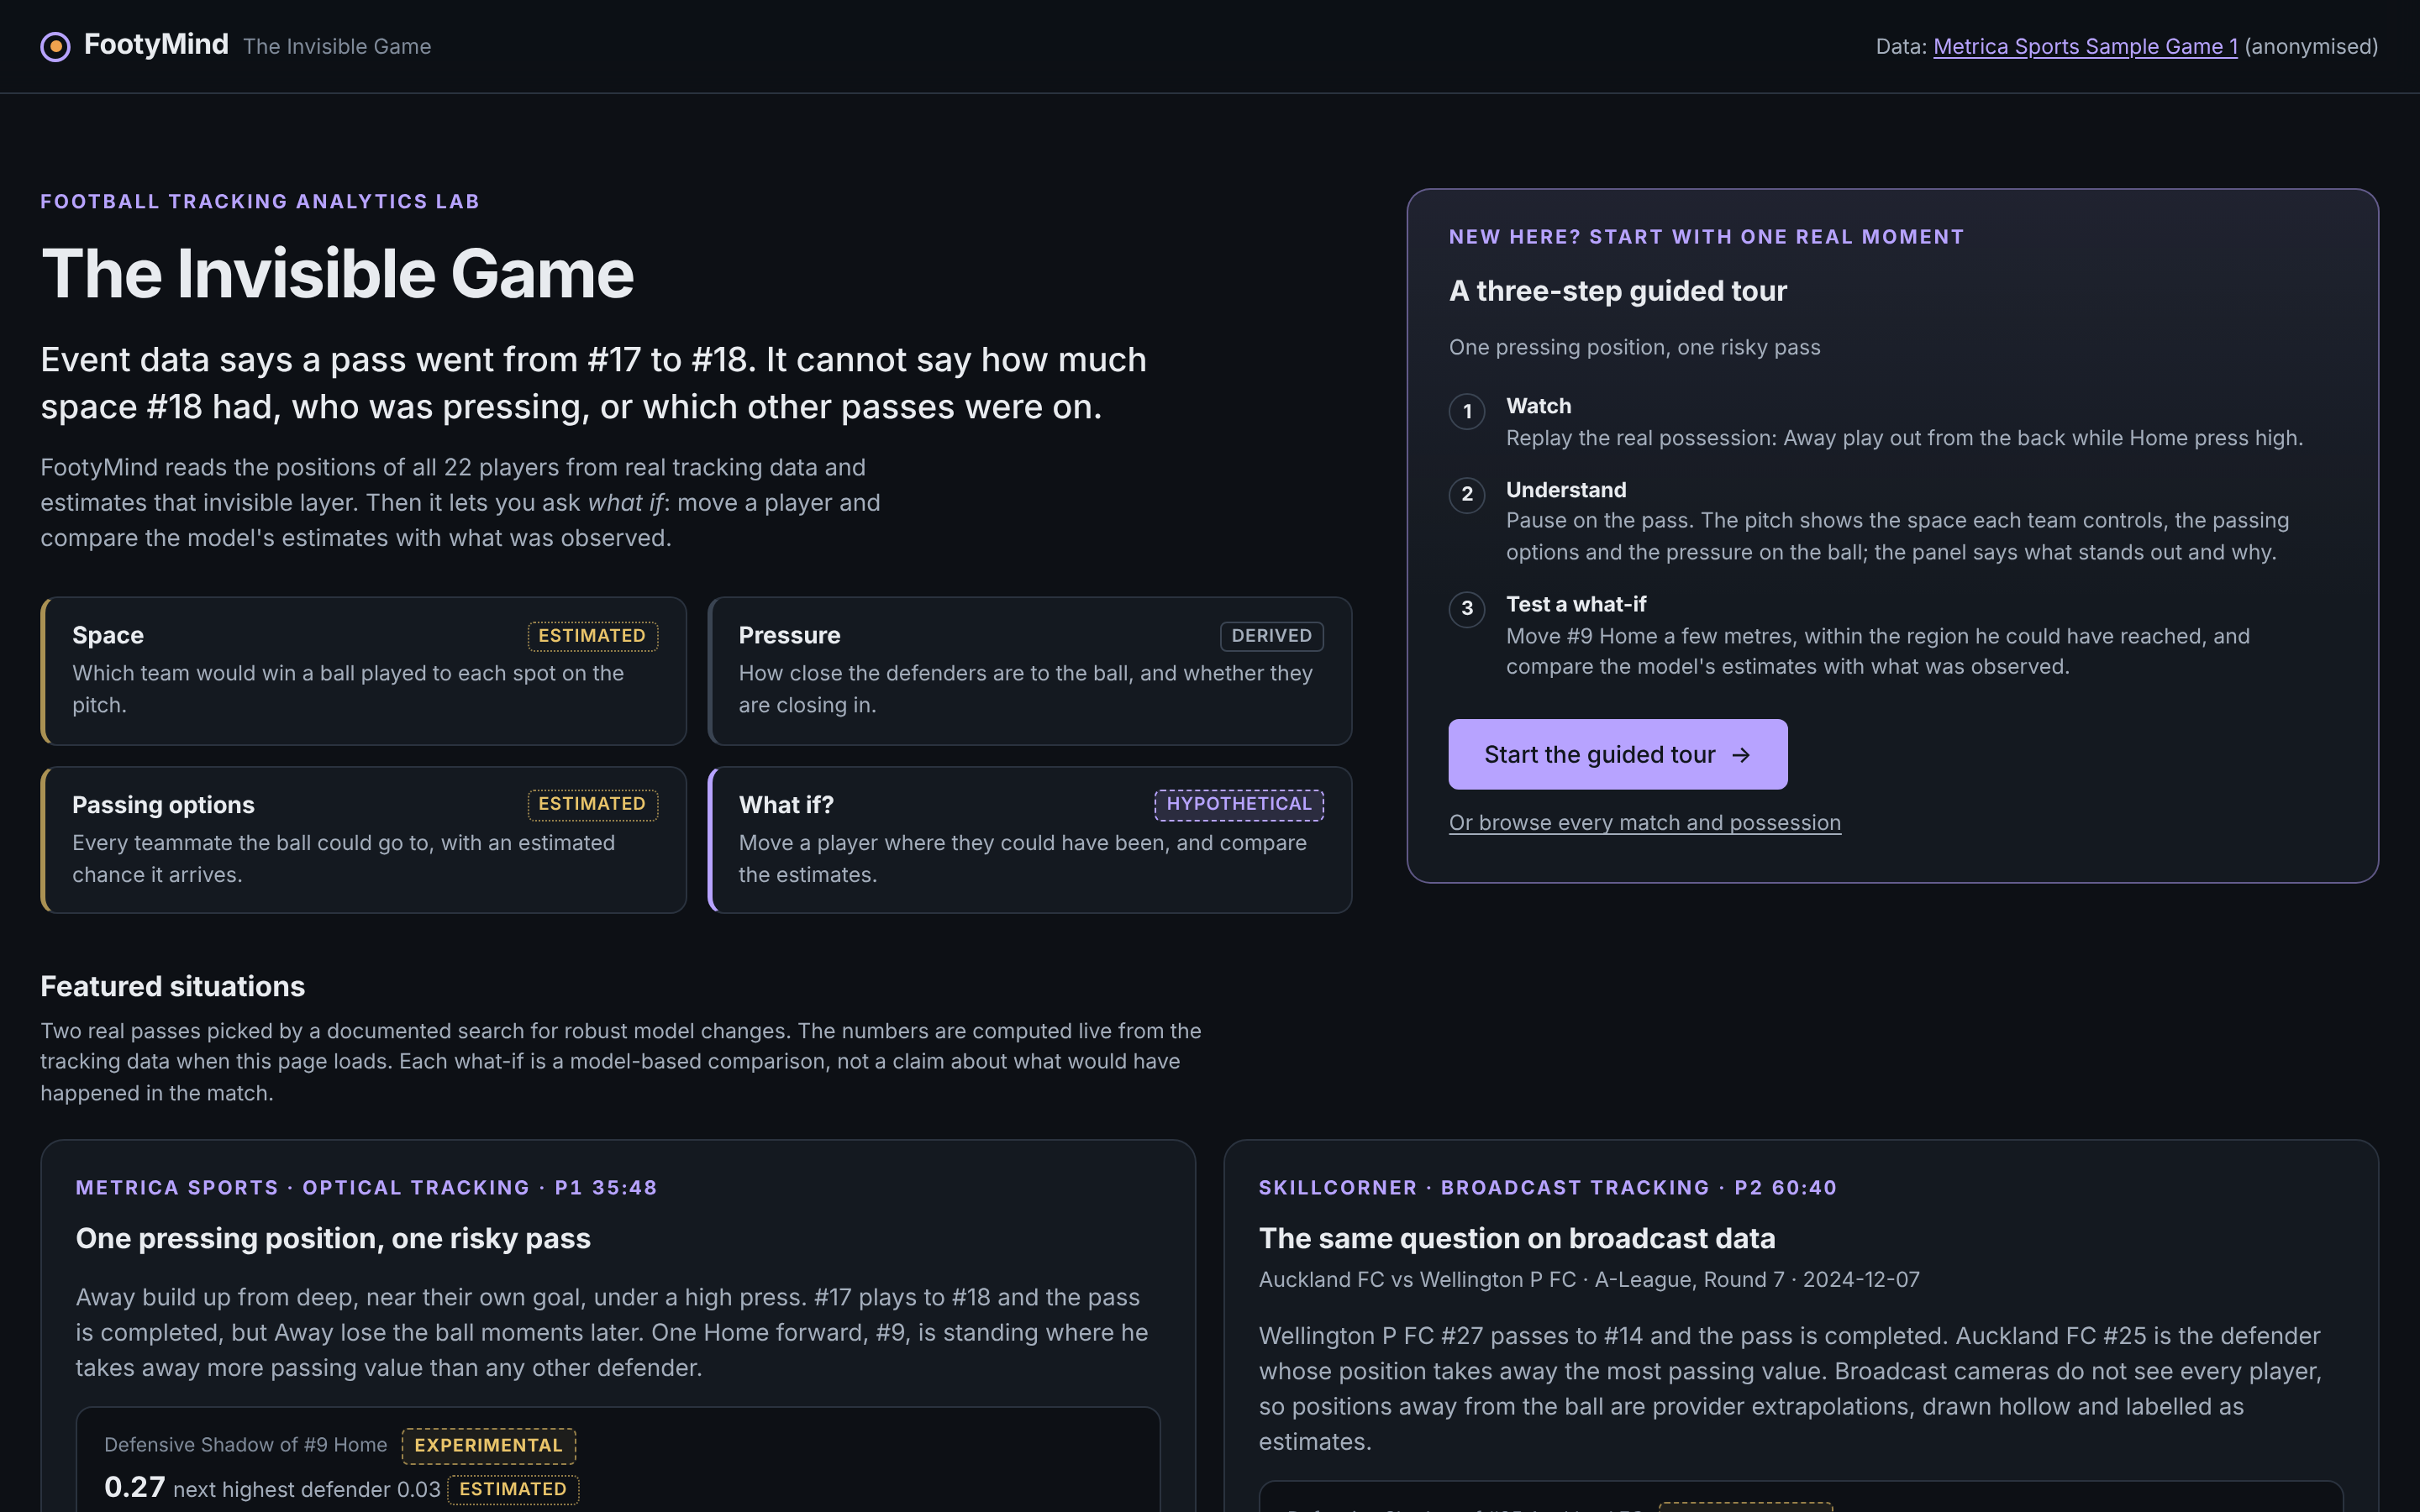 FootyMind The Invisible Game
Data: Metrica Sports Sample Game 1 (anonymised)
FOOTBALL TRACKING ANALYTICS LAB
The Invisible Game
Event data says a pass went from #17 to #18. It cannot say how much
space #18 had, who was pressing, or which other passes were on.
FootyMind reads the positions of all 22 players from real tracking data and
estimates that invisible layer. Then it lets you ask what if: move a player and
compare the model's estimates with what was observed.
Space ESTIMATED
Which team would win a ball played to each spot on the
pitch.
Pressure DERIVED
How close the defenders are to the ball, and whether they
are closing in.
Passing options ESTIMATED
Every teammate the ball could go to, with an estimated
chance it arrives.
What if? HYPOTHETICAL
Move a player where they could have been, and compare
the estimates.
NEW HERE? START WITH ONE REAL MOMENT
A three-step guided tour
One pressing position, one risky pass
1 Watch
Replay the real possession: Away play out from the back while Home press high.
2 Understand
Pause on the pass. The pitch shows the space each team controls, the passing
options and the pressure on the ball; the panel says what stands out and why.
3 Test a what-if
Move #9 Home a few metres, within the region he could have reached, and
compare the model's estimates with what was observed.
Start the guided tour →
Or browse every match and possession
Featured situations
Two real passes picked by a documented search for robust model changes. The numbers are computed live from the
tracking data when this page loads. Each what-if is a model-based comparison, not a claim about what would have
happened in the match.
METRICA SPORTS · OPTICAL TRACKING · P1 35:48
One pressing position, one risky pass
Away build up from deep, near their own goal, under a high press. #17 plays to #18 and the pass
is completed, but Away lose the ball moments later. One Home forward, #9, is standing where he
takes away more passing value than any other defender.
Defensive Shadow of #9 Home EXPERIMENTAL
0.27 next highest defender 0.03 ESTIMATED
SKILLCORNER · BROADCAST TRACKING · P2 60:40
The same question on broadcast data
Auckland FC vs Wellington P FC · A-League, Round 7 · 2024-12-07
Wellington P FC #27 passes to #14 and the pass is completed. Auckland FC #25 is the defender
whose position takes away the most passing value. Broadcast cameras do not see every player,
so positions away from the ball are provider extrapolations, drawn hollow and labelled as
estimates.